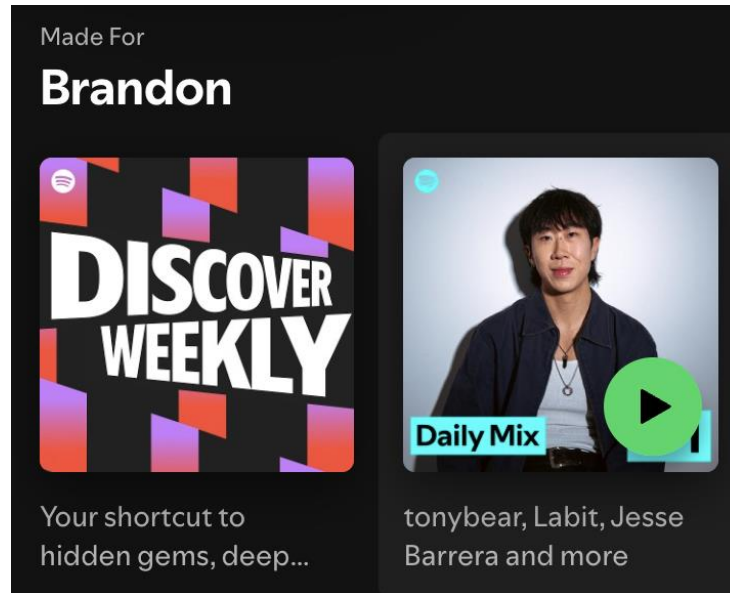 Made For
Brandon
DISCOVER
WEEKLY
Daily Mix
Your shortcut to
hidden gems, deep...
tonybear, Labit, Jesse
Barrera and more